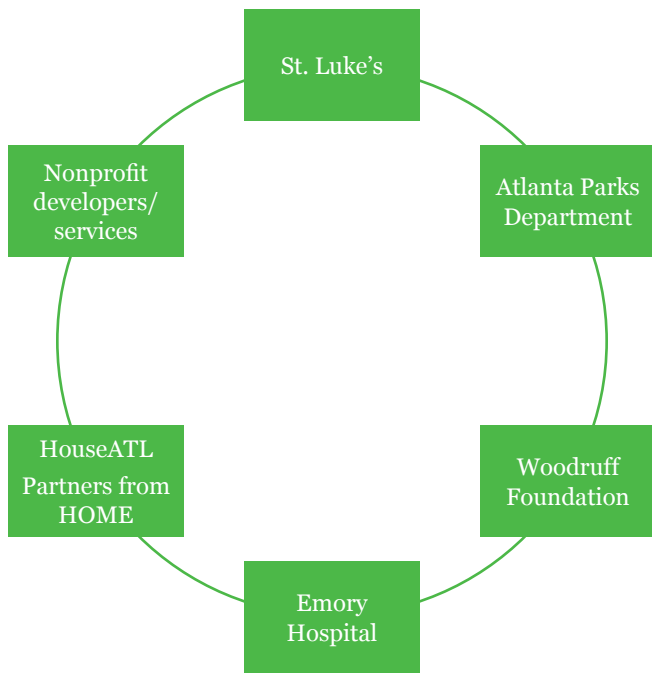 St. Luke’s
Atlanta Parks
Department
Woodruff
Foundation
Emory
Hospital
HouseATL
Partners from
HOME
Nonprofit
developers/
services